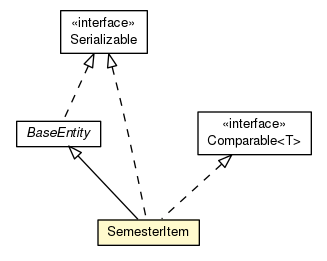 «interface»
Serializable
«interface»
Comparable<T>
BaseEntity
SemesterItem